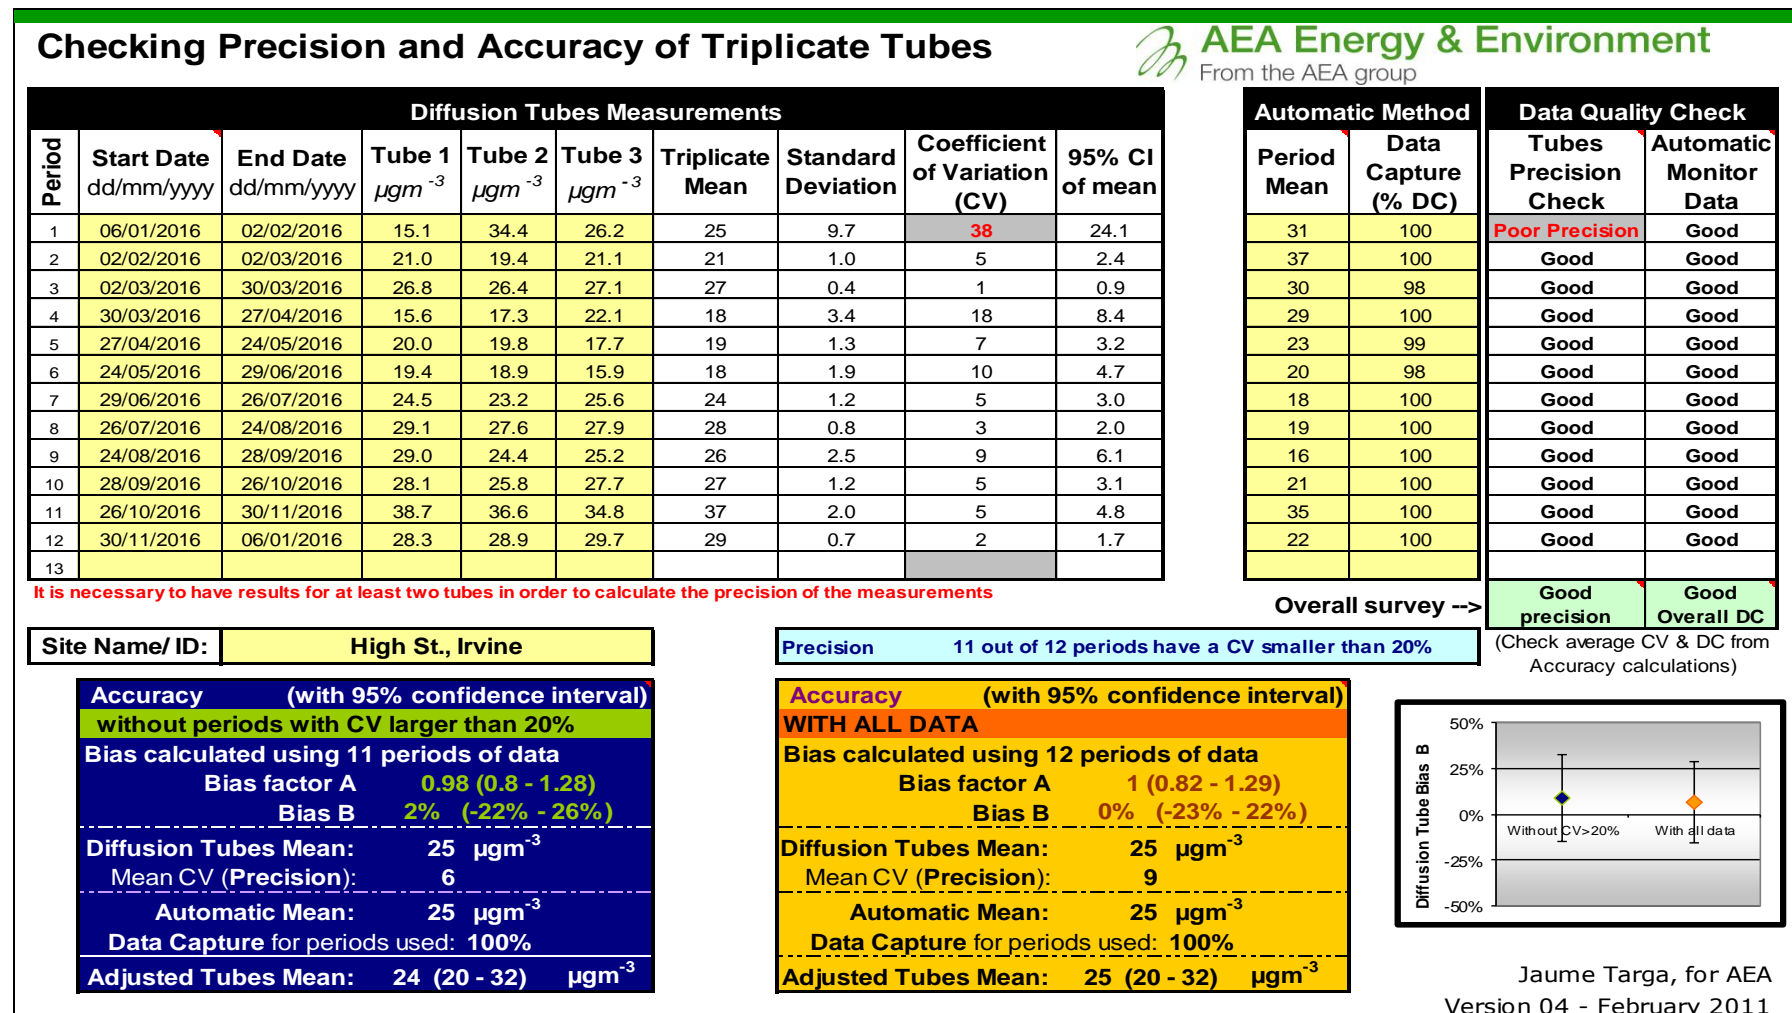 Checking Precision and Accuracy of Triplicate Tubes
AEA Energy & Environment
From the AEA group
Diffusion Tubes Measurements
Automatic Method
Data Quality Check
Period
Start Date dd/mm/yyyy
End Date dd/mm/yyyy
Tube 1 µgm -3
Tube 2 µgm -3
Tube 3 µgm -3
Triplicate Mean
Standard Deviation
Coefficient of Variation (CV)
95% CI of mean
Period Mean
Data Capture (% DC)
Tubes Precision Check
Automatic Monitor Data
1 06/01/2016 02/02/2016 15.1 34.4 26.2 25 9.7 38 24.1 31 100 Poor Precision Good
2 02/02/2016 02/03/2016 21.0 19.4 21.1 21 1.0 5 2.4 37 100 Good Good
3 02/03/2016 30/03/2016 26.8 26.4 27.1 27 0.4 1 0.9 30 98 Good Good
4 30/03/2016 27/04/2016 15.6 17.3 22.1 18 3.4 18 8.4 29 100 Good Good
5 27/04/2016 24/05/2016 20.0 19.8 17.7 19 1.3 7 3.2 23 99 Good Good
6 24/05/2016 29/06/2016 19.4 18.9 15.9 18 1.9 10 4.7 20 98 Good Good
7 29/06/2016 26/07/2016 24.5 23.2 25.6 24 1.2 5 3.0 18 100 Good Good
8 26/07/2016 24/08/2016 29.1 27.6 27.9 28 0.8 3 2.0 19 100 Good Good
9 24/08/2016 28/09/2016 29.0 24.4 25.2 26 2.5 9 6.1 16 100 Good Good
10 28/09/2016 26/10/2016 28.1 25.8 27.7 27 1.2 5 3.1 21 100 Good Good
11 26/10/2016 30/11/2016 38.7 36.6 34.8 37 2.0 5 4.8 35 100 Good Good
12 30/11/2016 06/01/2016 28.3 28.9 29.7 29 0.7 2 1.7 22 100 Good Good
13
It is necessary to have results for at least two tubes in order to calculate the precision of the measurements
Overall survey -->
Good precision
Good Overall DC
Site Name/ ID: High St., Irvine
Precision 11 out of 12 periods have a CV smaller than 20%
(Check average CV & DC from
Accuracy calculations)
Accuracy (with 95% confidence interval)
without periods with CV larger than 20%
Bias calculated using 11 periods of data
Bias factor A 0.98 (0.8 - 1.28)
Bias B 2% (-22% - 26%)
Diffusion Tubes Mean: 25 µgm-3
Mean CV (Precision): 6
Automatic Mean: 25 µgm-3
Data Capture for periods used: 100%
Adjusted Tubes Mean: 24 (20 - 32) µgm-3
Accuracy (with 95% confidence interval)
WITH ALL DATA
Bias calculated using 12 periods of data
Bias factor A 1 (0.82 - 1.29)
Bias B 0% (-23% - 22%)
Diffusion Tubes Mean: 25 µgm-3
Mean CV (Precision): 9
Automatic Mean: 25 µgm-3
Data Capture for periods used: 100%
Adjusted Tubes Mean: 25 (20 - 32) µgm-3
Diffusion Tube Bias B
50%
25%
0%
-25%
-50%
Without CV>20%
With all data
Jaume Targa, for AEA
Version 04 - February 2011